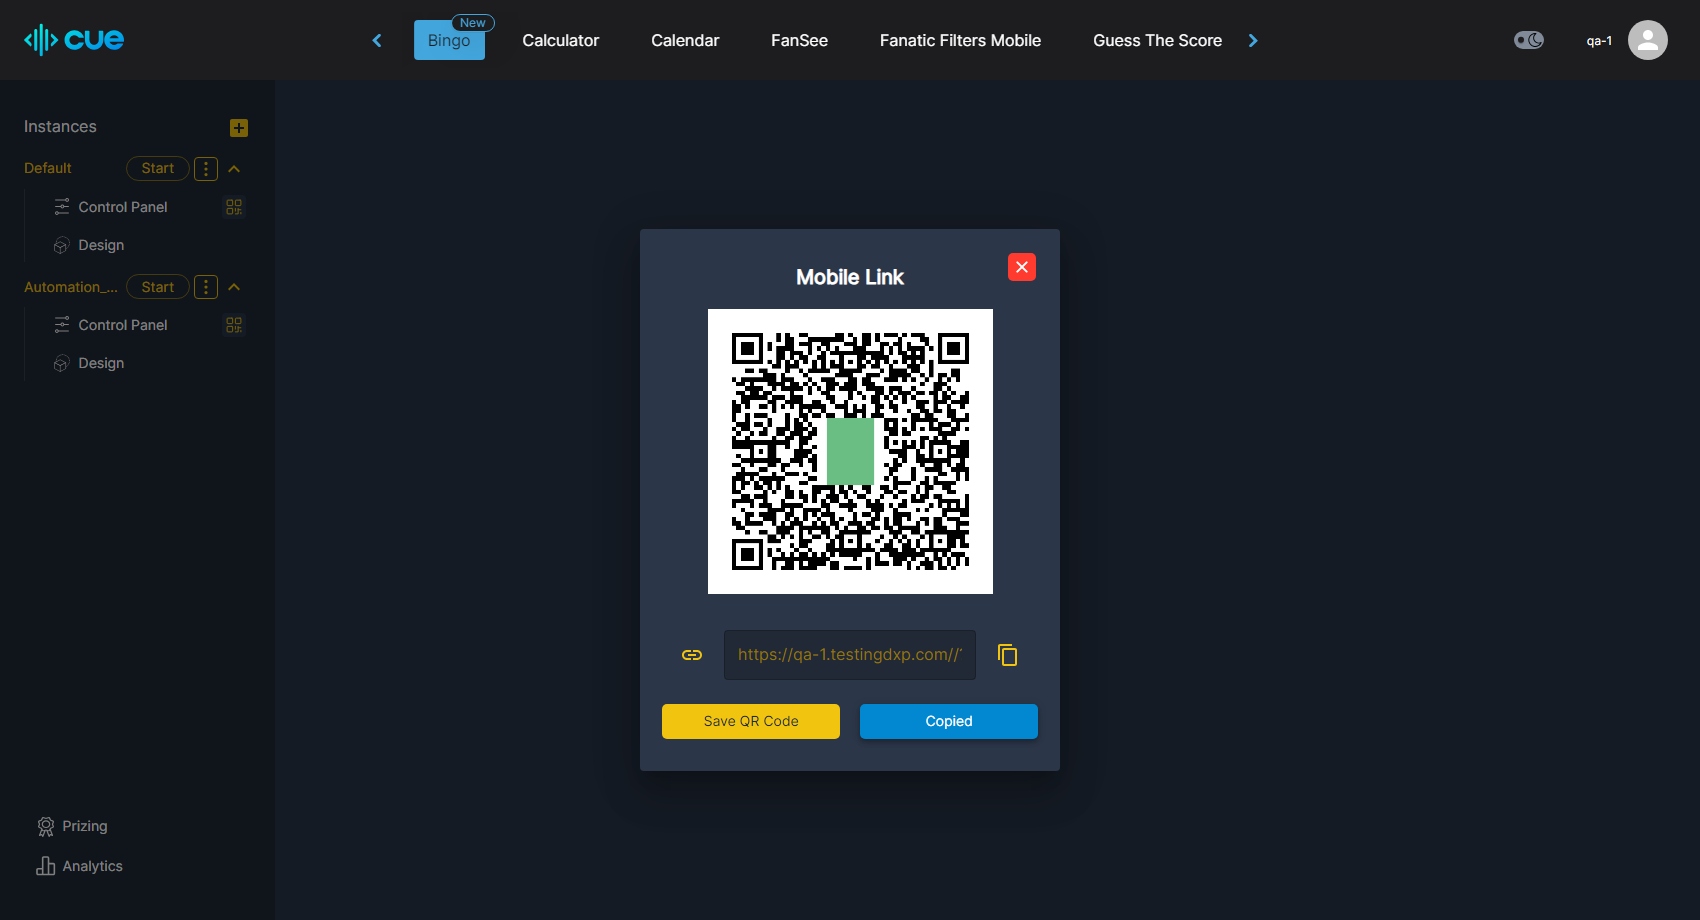 cue
New
Bingo
Calculator
Calendar
FanSee
Fanatic Filters Mobile
Guess The Score
qa-1
Instances
Default
Start
Control Panel
Design
Automation_...
Start
Control Panel
Design
Prizing
Analytics
Mobile Link
https://qa-1.testingdxp.com//
Save QR Code
Copied